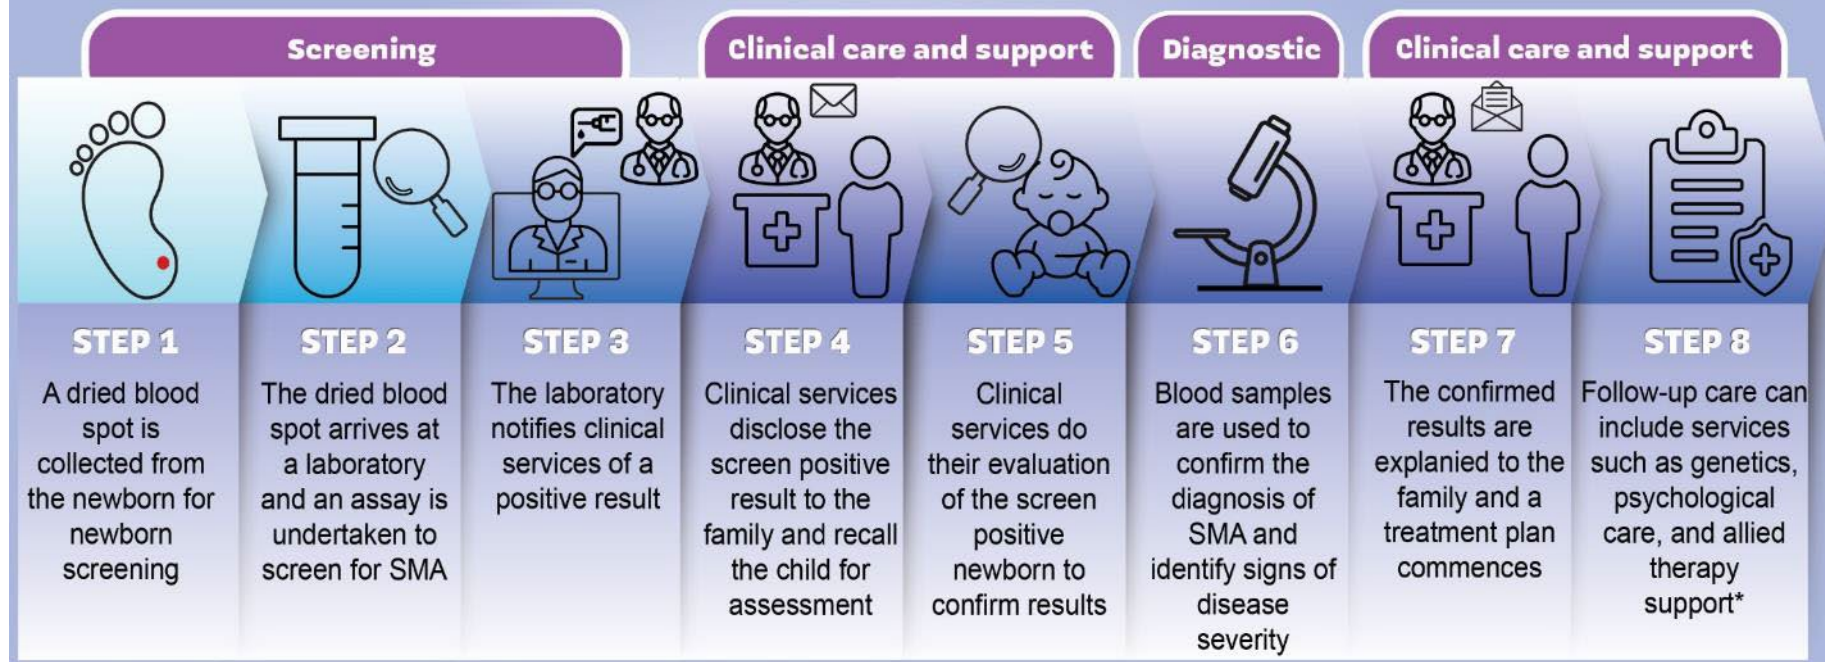 Screening
Clinical care and support
Diagnostic
Clinical care and support
STEP 1
A dried blood
spot is
collected from
the newborn for
newborn
screening
STEP 2
The dried blood
spot arrives at
a laboratory
and an assay is
undertaken to
screen for SMA
STEP 3
The laboratory
notifies clinical
services of a
positive result
STEP 4
Clinical services
disclose the
screen positive
result to the
family and recall
the child for
assessment
STEP 5
Clinical
services do
their evaluation
of the screen
positive
newborn to
confirm results
STEP 6
Blood samples
are used to
confirm the
diagnosis of
SMA and
identify signs of
disease
severity
STEP 7
The confirmed
results are
explanied to the
family and a
treatment plan
commences
STEP 8
Follow-up care can
include services
such as genetics,
psychological
care, and allied
therapy
support*